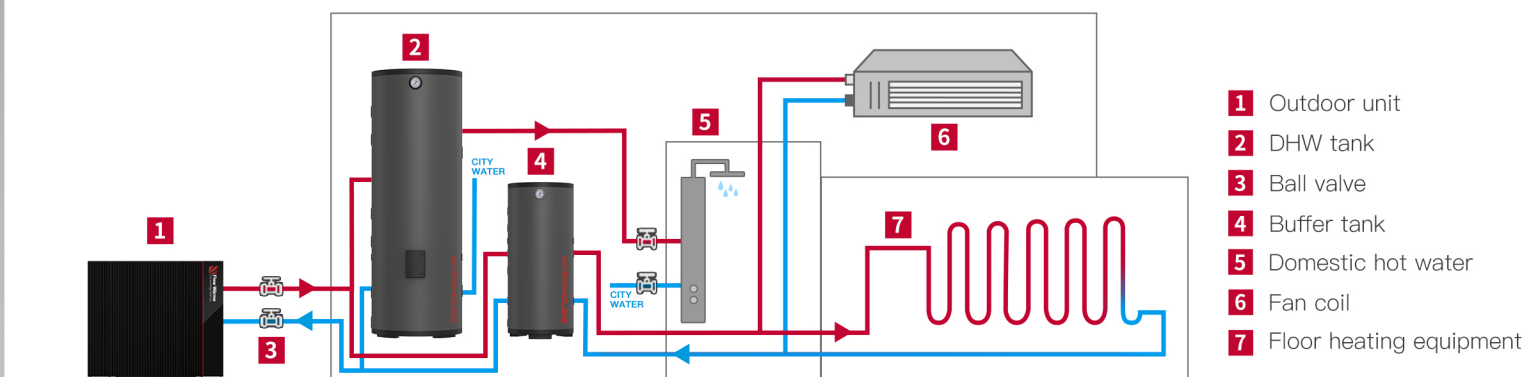 2
5
CITY
WATER
4
6
1
7
CITY
WATER
3
1 Outdoor unit
2 DHW tank
3 Ball valve
4 Buffer tank
5 Domestic hot water
6 Fan coil
7 Floor heating equipment